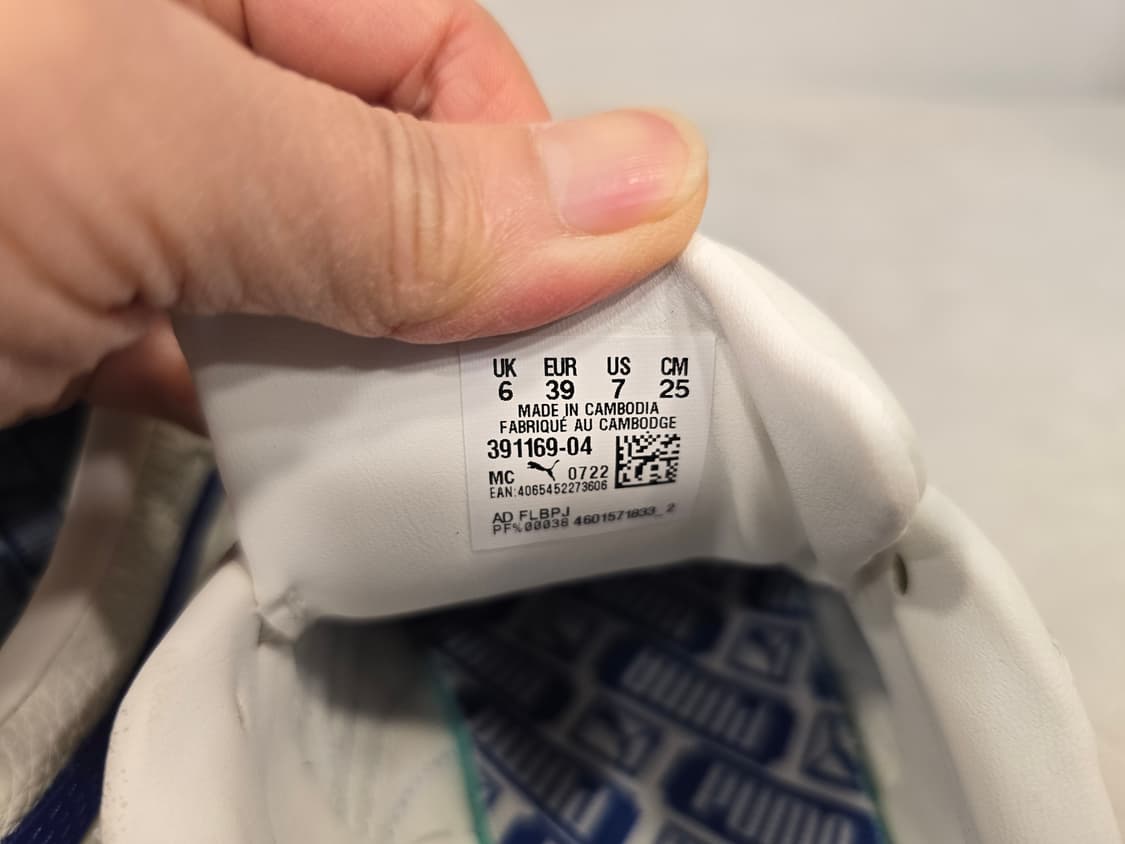 UK EUR US CM
6 39 7 25
MADE IN CAMBODIA
FABRIQUÉ AU CAMBODGE
391169-04
MC 0722
EAN:4065452273606
AD FLBPJ
PF%00038 4601571833_2
PUMA
PUMA
PUMA